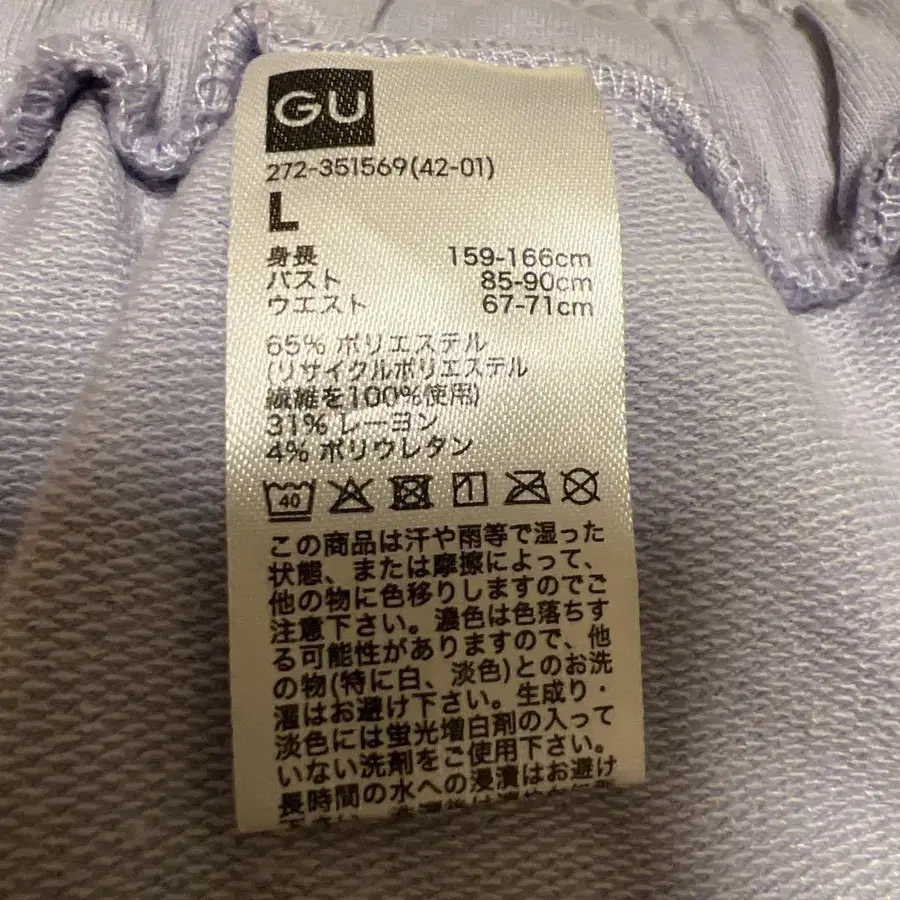 GU
272-351569(42-01)
L
身長 159-166cm
バスト 85-90cm
ウエスト 67-71cm
65% ポリエステル
(リサイクルポリエステル
繊維を100%使用)
31% レーヨン
4% ポリウレタン
40
この商品は汗や雨等で湿った
状態、または摩擦によって、
他の物に色移りしますのでご
注意下さい。濃色は色落ちす
る可能性がありますので、他
の物(特に白、淡色)とのお洗
濯はお避け下さい。生成り・
淡色には蛍光増白剤の入って
いない洗剤をご使用下さい。
長時間の水への浸漬はお避け
下さい。